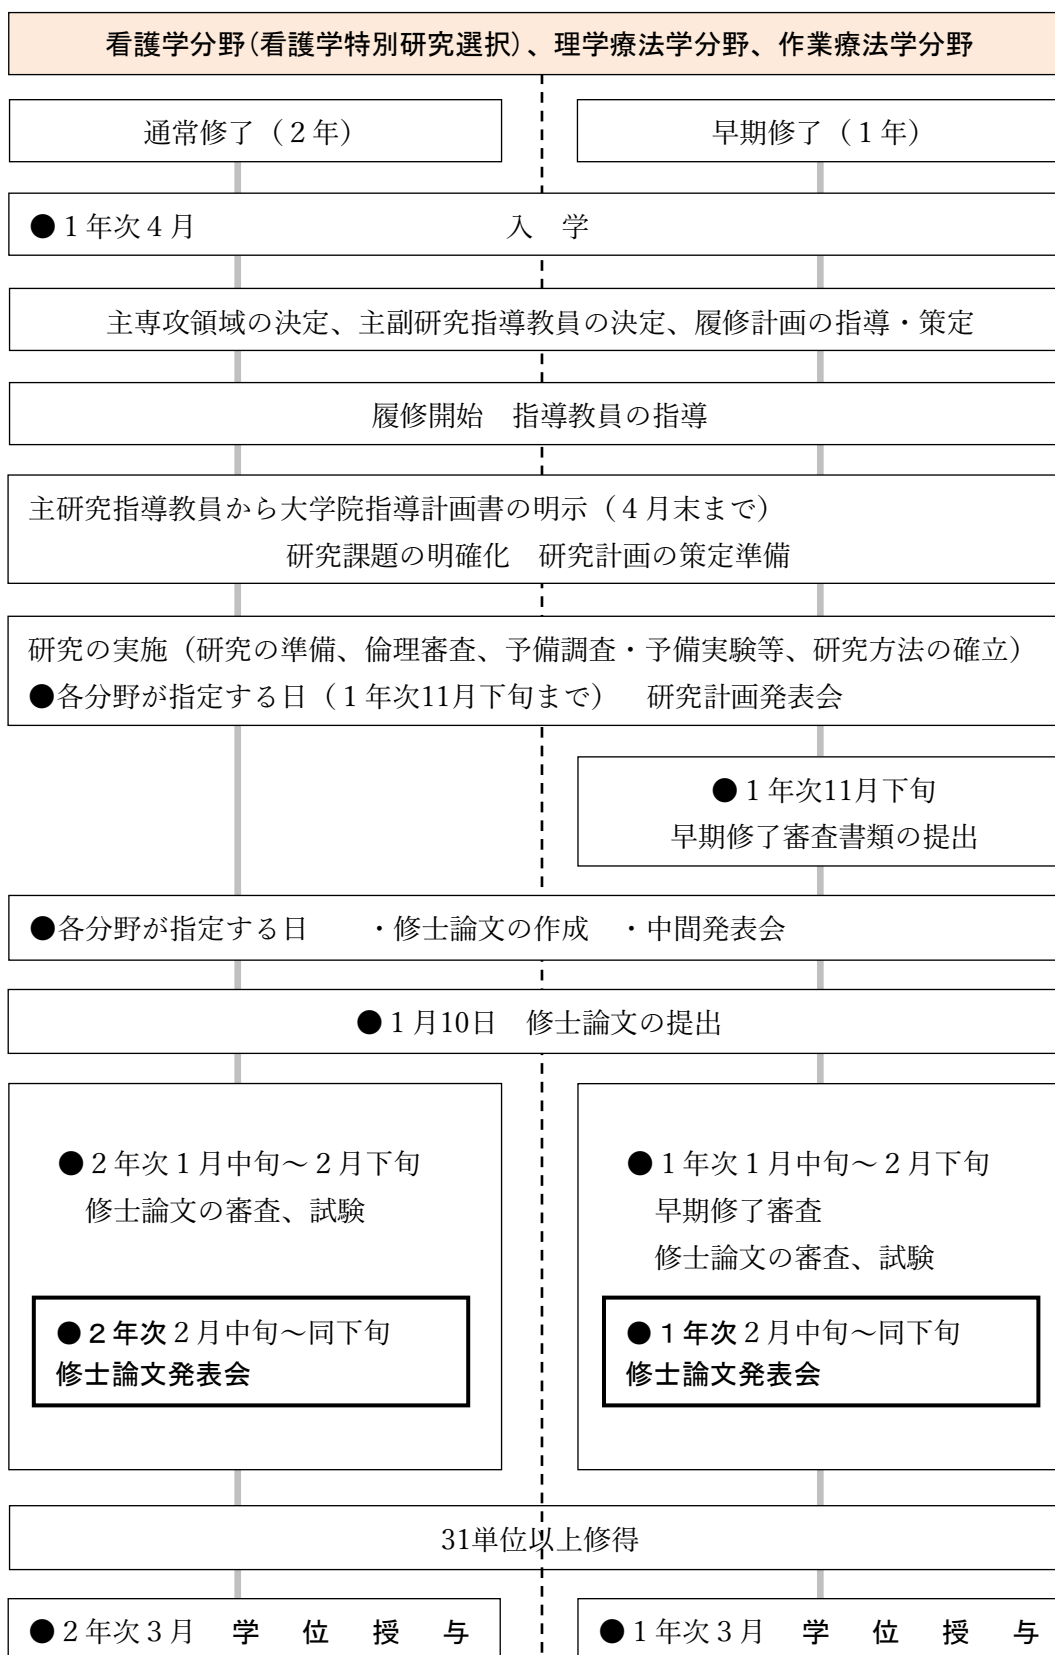 看護学分野(看護学特別研究選択)、理学療法学分野、作業療法学分野
通常修了（２年）
早期修了（１年）
●１年次４月　入　学
主専攻領域の決定、主副研究指導教員の決定、履修計画の指導・策定
履修開始　指導教員の指導
主研究指導教員から大学院指導計画書の明示（４月末まで）
研究課題の明確化　研究計画の策定準備
研究の実施（研究の準備、倫理審査、予備調査・予備実験等、研究方法の確立）
●各分野が指定する日（１年次11月下旬まで）　研究計画発表会
●１年次11月下旬
早期修了審査書類の提出
●各分野が指定する日　　・修士論文の作成　・中間発表会
●１月10日　修士論文の提出
●２年次１月中旬～２月下旬
修士論文の審査、試験
●２年次２月中旬～同下旬
修士論文発表会
●１年次１月中旬～２月下旬
早期修了審査
修士論文の審査、試験
●１年次２月中旬～同下旬
修士論文発表会
31単位以上修得
●２年次３月　学　位　授　与
●１年次３月　学　位　授　与